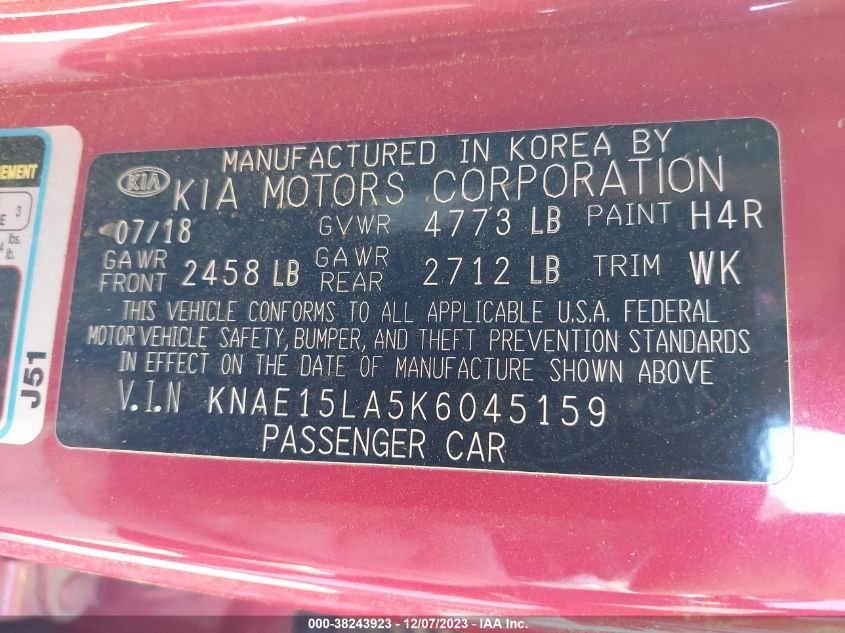 MANUFACTURED IN KOREA BY
KIA
KIA MOTORS CORPORATION
07/18 GVWR 4773 LB PAINT H4R
GAWR FRONT 2458 LB GAWR REAR 2712 LB TRIM WK
THIS VEHICLE CONFORMS TO ALL APPLICABLE U.S.A. FEDERAL
MOTOR VEHICLE SAFETY, BUMPER, AND THEFT PREVENTION STANDARDS
IN EFFECT ON THE DATE OF MANUFACTURE SHOWN ABOVE
V.I.N KNAE15LA5K6045159
PASSENGER CAR
3
lbs.
lb.
J51
000-38243923 - 12/07/2023 - IAA Inc.